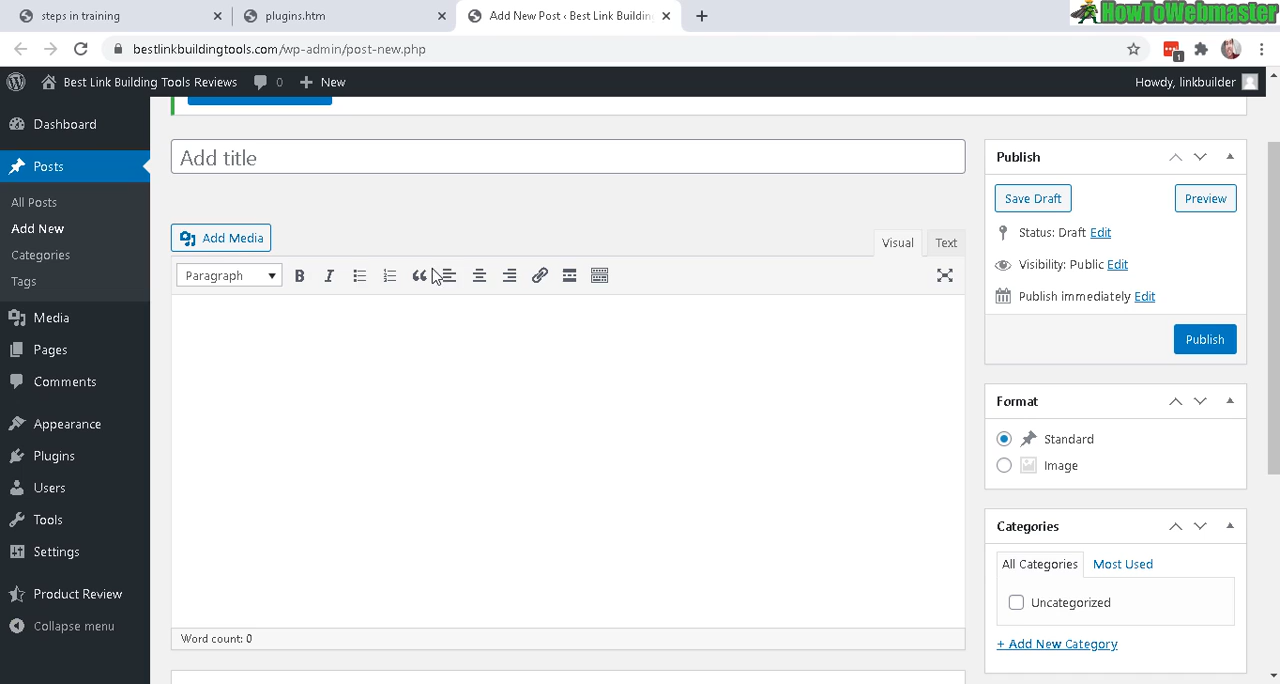 steps in training
plugins.htm
Add New Post ‹ Best Link Buildin
HowToWebmaster
bestlinkbuildingtools.com/wp-admin/post-new.php
1
Best Link Building Tools Reviews
0
New
Howdy, linkbuilder
Dashboard
Posts
All Posts
Add New
Categories
Tags
Media
Pages
Comments
Appearance
Plugins
Users
Tools
Settings
Product Review
Collapse menu
Add title
Add Media
Visual
Text
Paragraph
B
I
Word count: 0
Publish
Save Draft
Preview
Status: Draft Edit
Visibility: Public Edit
Publish immediately Edit
Publish
Format
Standard
Image
Categories
All Categories
Most Used
Uncategorized
+ Add New Category